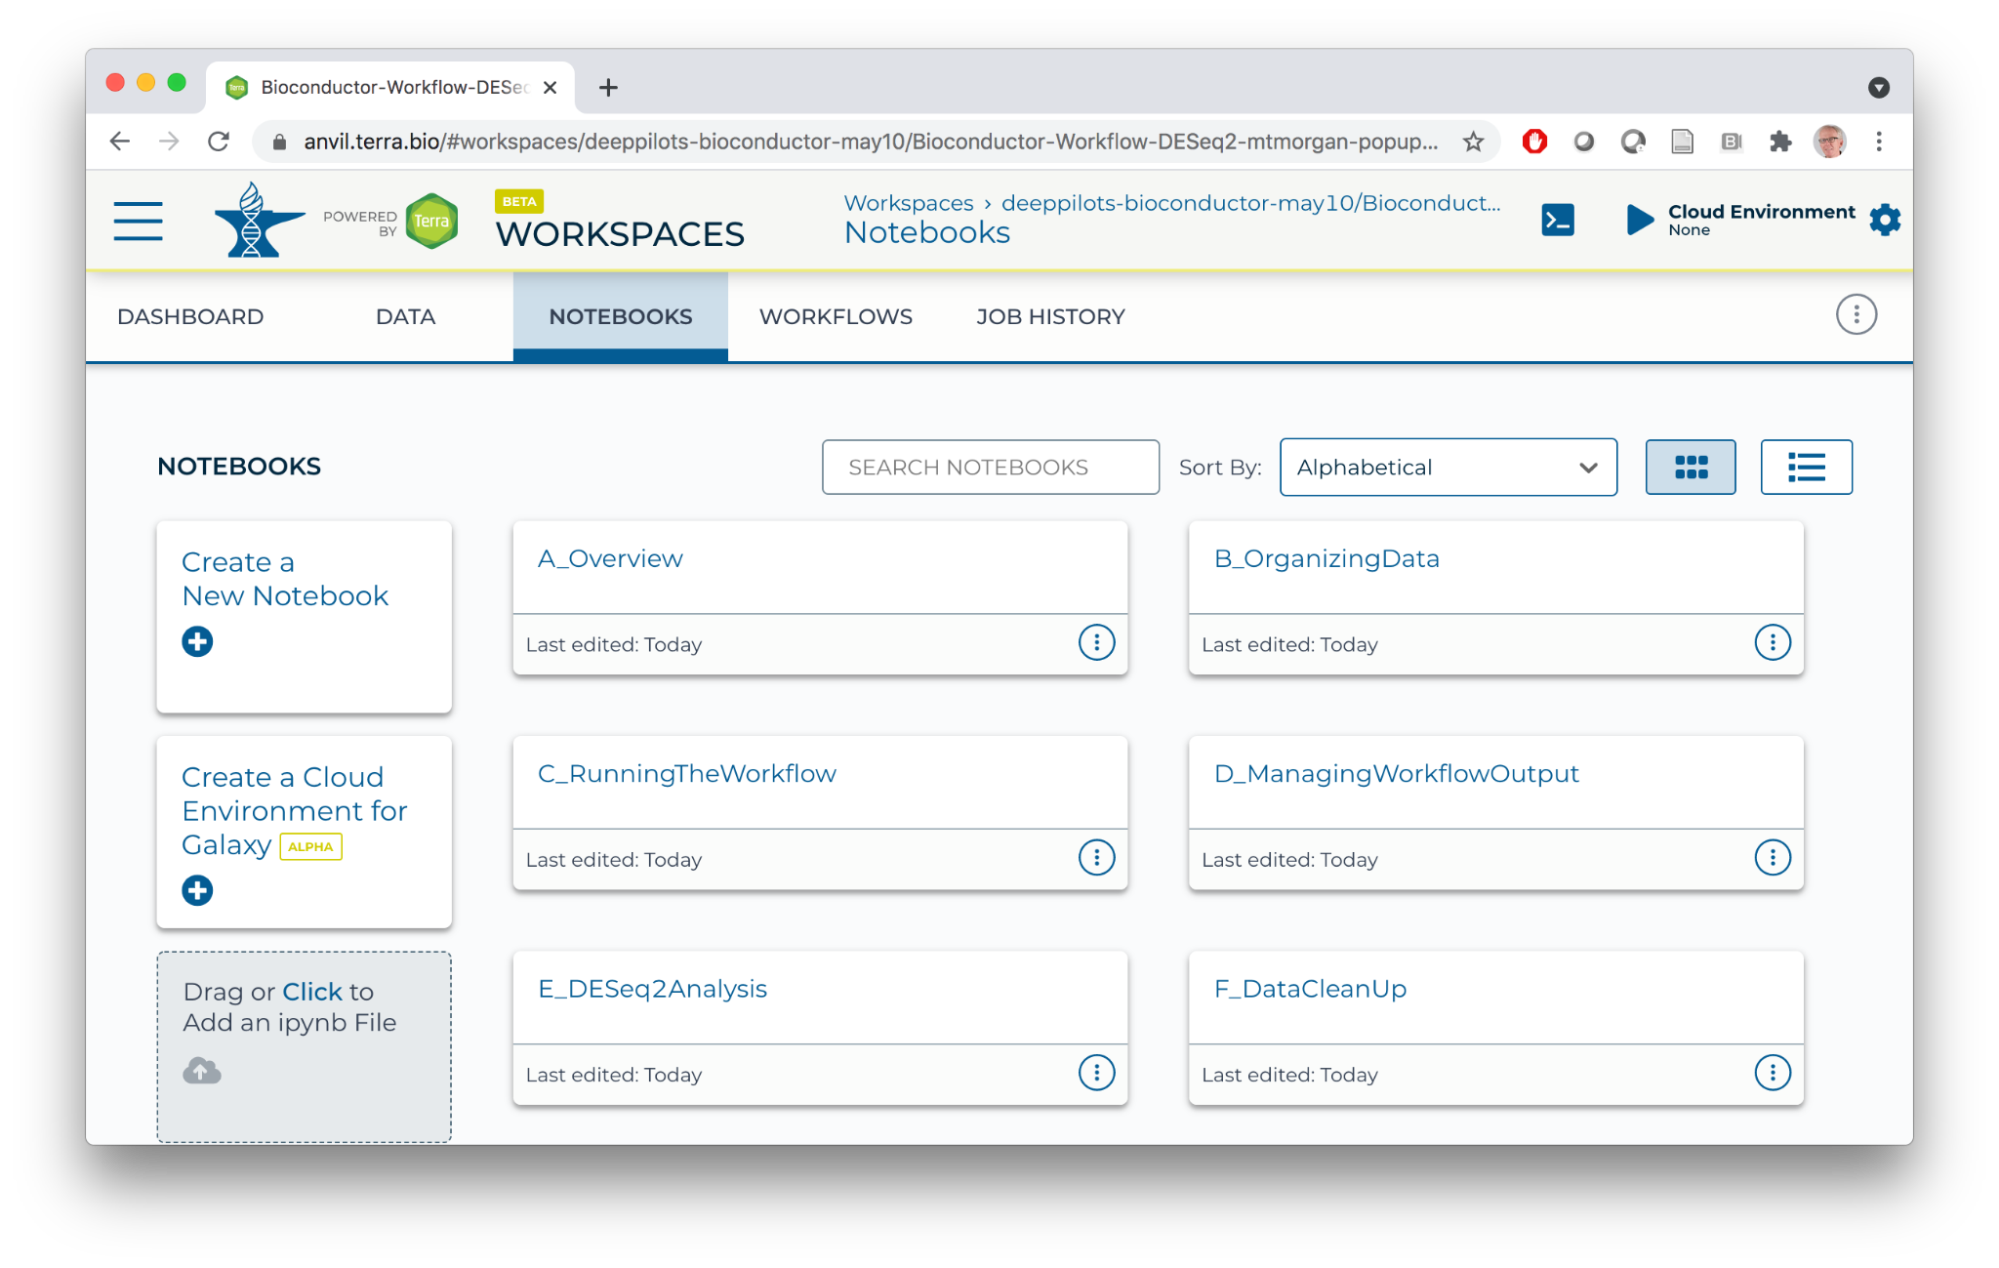 Bioconductor-Workflow-DESec
anvil.terra.bio/#workspaces/deeppilots-bioconductor-may10/Bioconductor-Workflow-DESeq2-mtmorgan-popup...
POWERED BY
Terra
BETA
WORKSPACES
Workspaces › deeppilots-bioconductor-may10/Bioconduct...
Notebooks
Cloud Environment
None
DASHBOARD
DATA
NOTEBOOKS
WORKFLOWS
JOB HISTORY
NOTEBOOKS
SEARCH NOTEBOOKS
Sort By:
Alphabetical
Create a
New Notebook
A_Overview
Last edited: Today
B_OrganizingData
Last edited: Today
Create a Cloud
Environment for
Galaxy ALPHA
C_RunningTheWorkflow
Last edited: Today
D_ManagingWorkflowOutput
Last edited: Today
Drag or Click to
Add an ipynb File
E_DESeq2Analysis
Last edited: Today
F_DataCleanUp
Last edited: Today